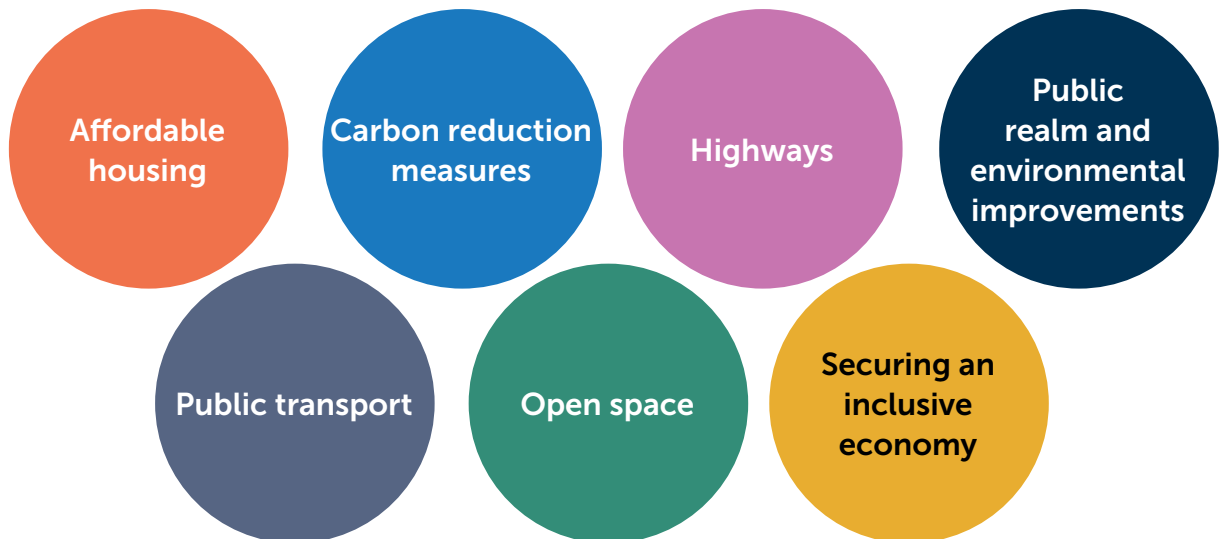 Affordable
housing
Carbon reduction
measures
Highways
Public
realm and
environmental
improvements
Public transport
Open space
Securing an
inclusive
economy